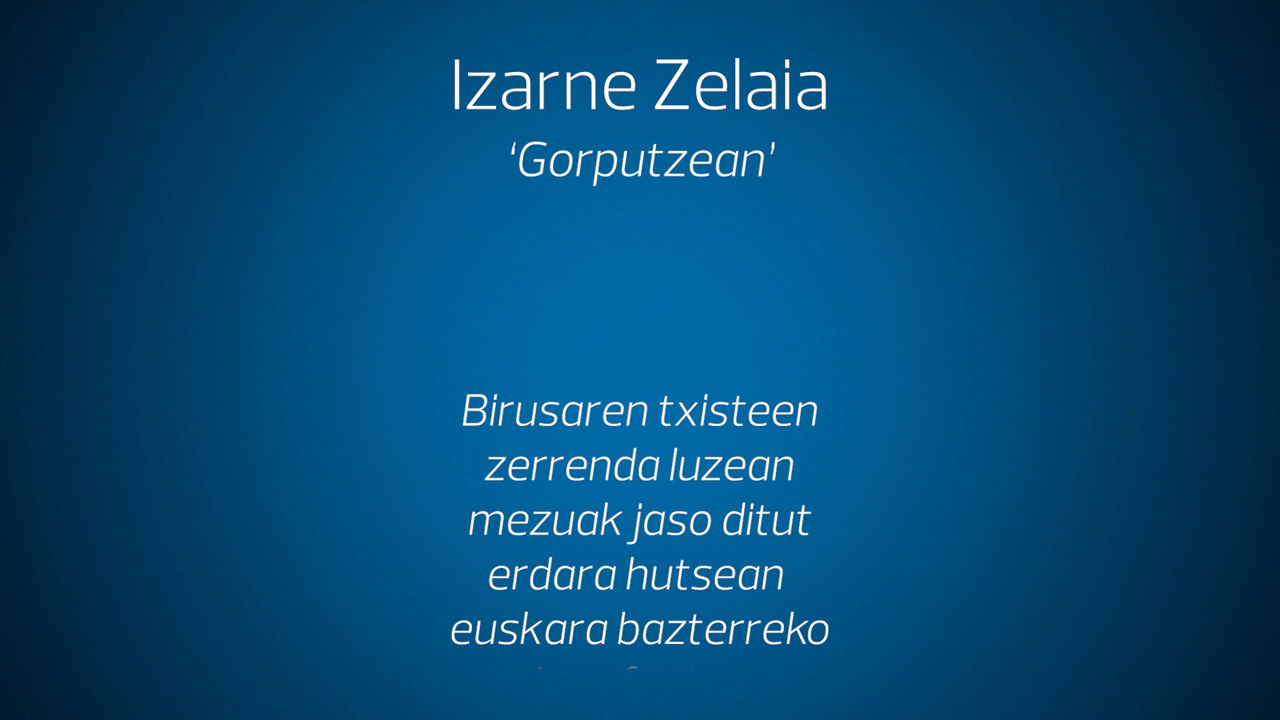 Izarne Zelaia
‘Gorputzean’
Birusaren txisteen
zerrenda luzean
mezuak jaso ditut
erdara hutsean
euskara bazterreko